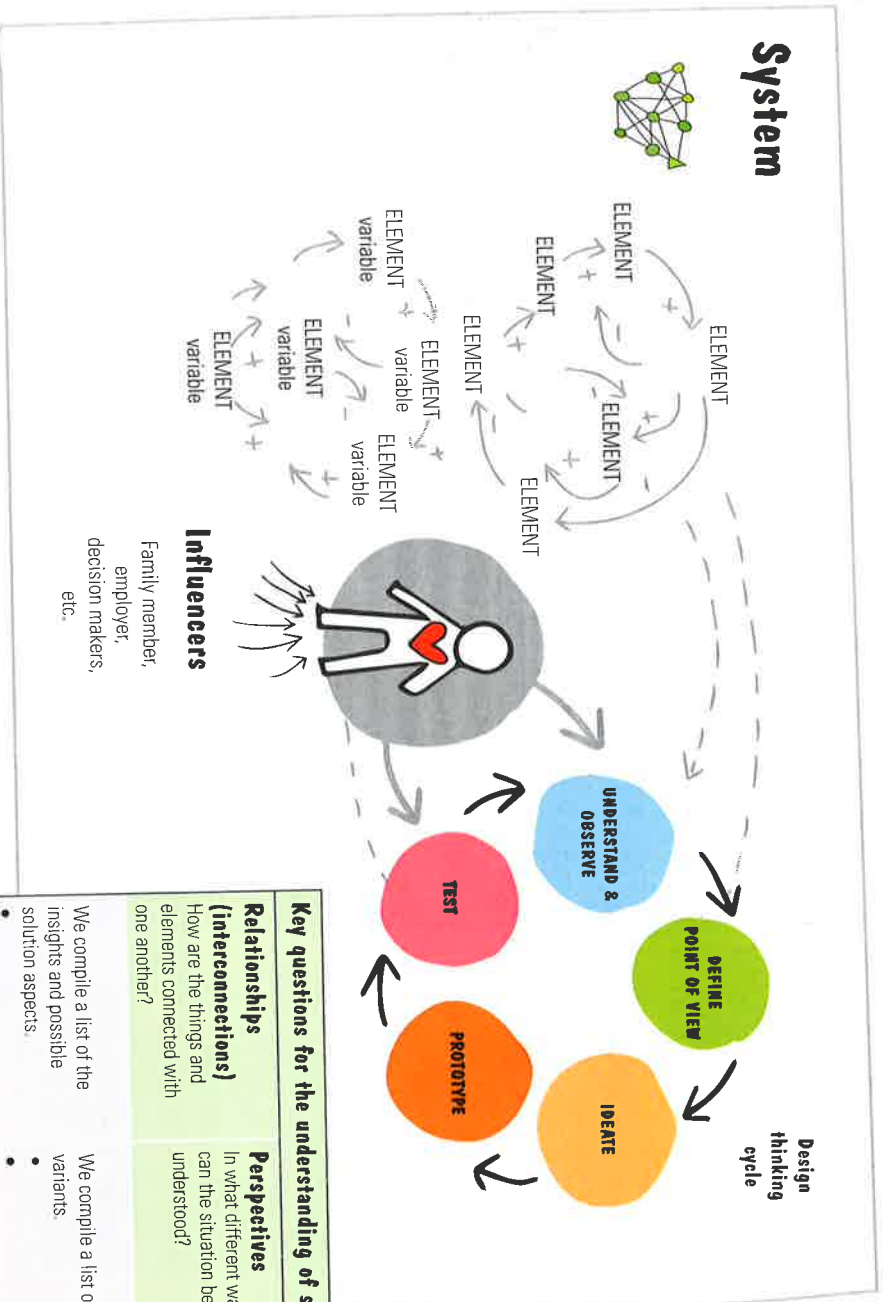 System
ELEMENT
ELEMENT
ELEMENT
ELEMENT
ELEMENT
ELEMENT
+
+
-
-
+
+
-
+
-
ELEMENT
variable
ELEMENT
variable
ELEMENT
variable
ELEMENT
variable
ELEMENT
variable
+
+
-
-
+
+
+
Influencers
Family member,
employer,
decision makers,
etc.
Design
thinking
cycle
UNDERSTAND &
OBSERVE
DEFINE
POINT OF VIEW
IDEATE
PROTOTYPE
TEST
Key questions for the understanding of
Relationships
(interconnections)
How are the things and
elements connected with
one another?
Perspectives
In what different
can the situation be
understood?
We compile a list of the
insights and possible
solution aspects.
•
We compile a list
variants.
•
•